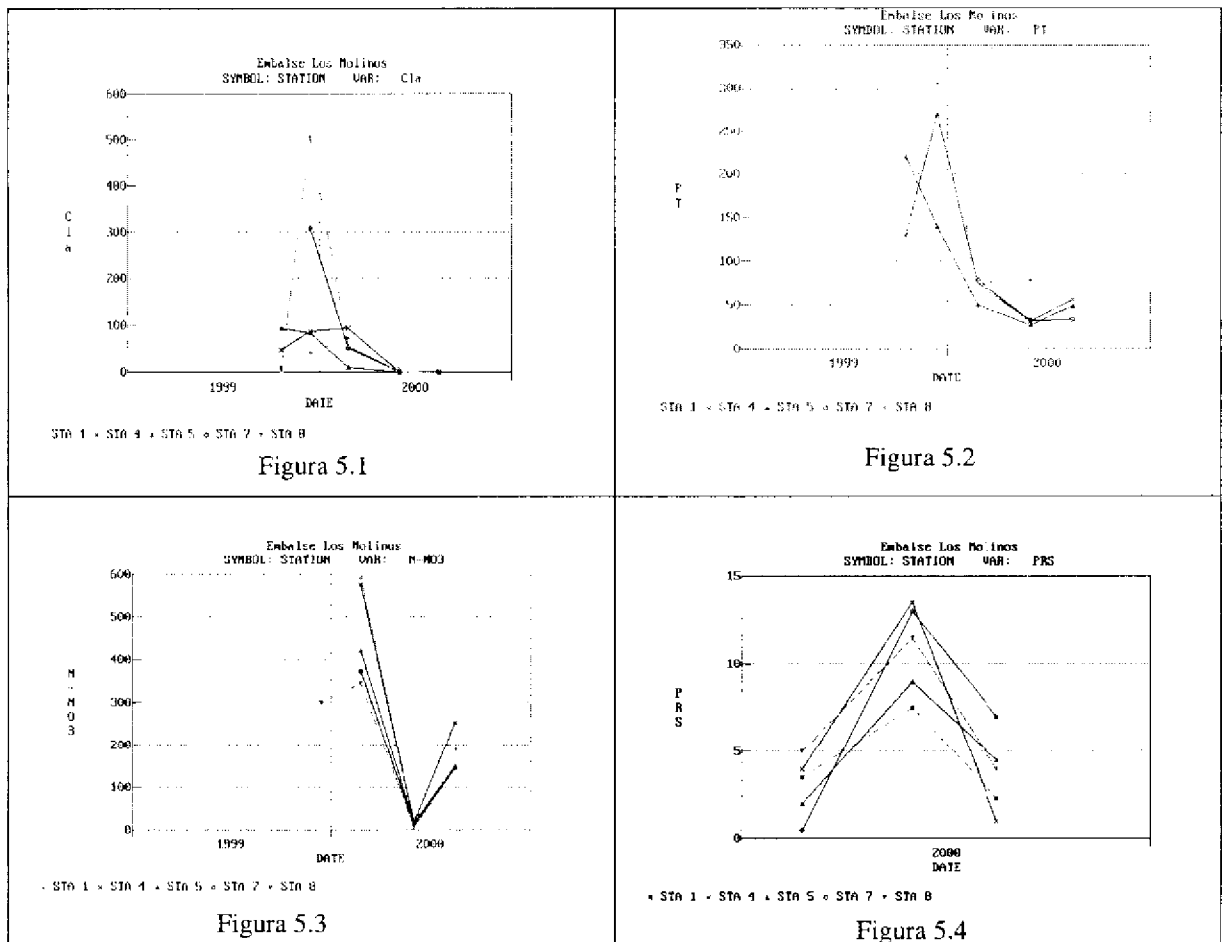 Embalse Los Molinos
SYMBOL: STATION VAR: Cla
600
500
400
300
200
100
0
C
l
a
1999 2000
DATE
STA 1 × STA 4 ▴ STA 5 o STA 7 ▾ STA 8
Figura 5.1
Embalse Los Mo inos
SYMBOL: STATION VAR: PT
350
300
250
200
150
100
50
0
P
T
1999 2000
DATE
STA 1 × STA 4 ▴ STA 5 o STA 7 ▾ STA 8
Figura 5.2
Embalse Los Molinos
SYMBOL: STATION VAR: N-NO3
600
500
400
300
200
100
0
N
-
N
O
3
1999 2000
DATE
STA 1 × STA 4 ▴ STA 5 o STA 7 ▾ STA 8
Figura 5.3
Embalse Los Molinos
SYMBOL: STATION VAR: PRS
15
10
5
0
P
R
S
2000
DATE
STA 1 × STA 4 ▴ STA 5 o STA 7 ▾ STA 8
Figura 5.4